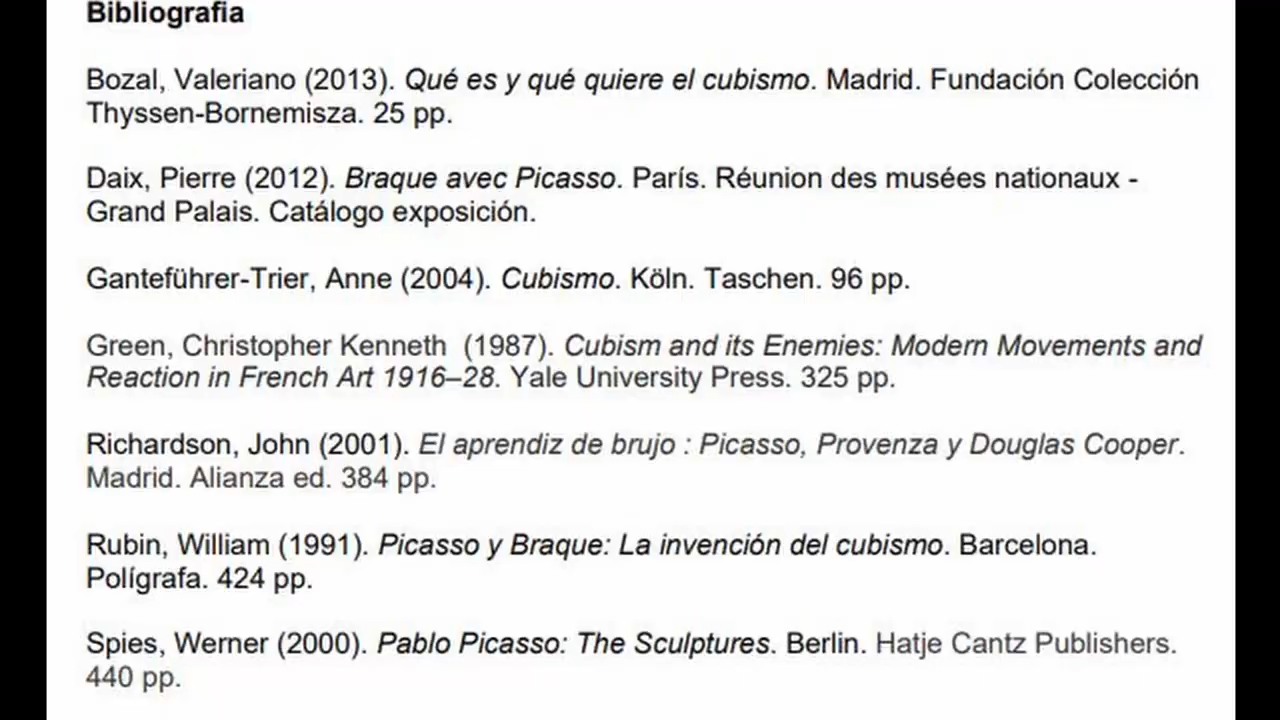 Bibliografia
Bozal, Valeriano (2013). Qué es y qué quiere el cubismo. Madrid. Fundación Colección
Thyssen-Bornemisza. 25 pp.
Daix, Pierre (2012). Braque avec Picasso. París. Réunion des musées nationaux -
Grand Palais. Catálogo exposición.
Ganteführer-Trier, Anne (2004). Cubismo. Köln. Taschen. 96 pp.
Green, Christopher Kenneth  (1987). Cubism and its Enemies: Modern Movements and
Reaction in French Art 1916–28. Yale University Press. 325 pp.
Richardson, John (2001). El aprendiz de brujo : Picasso, Provenza y Douglas Cooper.
Madrid. Alianza ed. 384 pp.
Rubin, William (1991). Picasso y Braque: La invención del cubismo. Barcelona.
Polígrafa. 424 pp.
Spies, Werner (2000). Pablo Picasso: The Sculptures. Berlin. Hatje Cantz Publishers.
440 pp.